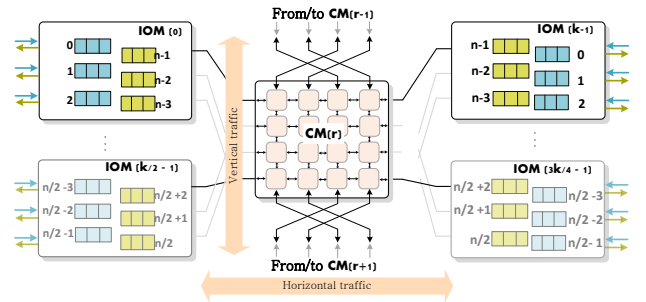 From/to CM(r-1)
IOM (0)
0
n-1
1
n-2
2
n-3
IOM (k-1)
n-1
0
n-2
1
n-3
2
CM(r)
Vertical traffic
IOM (k/2 - 1)
n/2 -3
n/2 +2
n/2 -2
n/2 +1
n/2 -1
n/2
IOM (3k/4 - 1)
n/2 +2
n/2 -3
n/2 +1
n/2 -2
n/2
n/2- 1
From/to CM(r+1)
Horizontal traffic